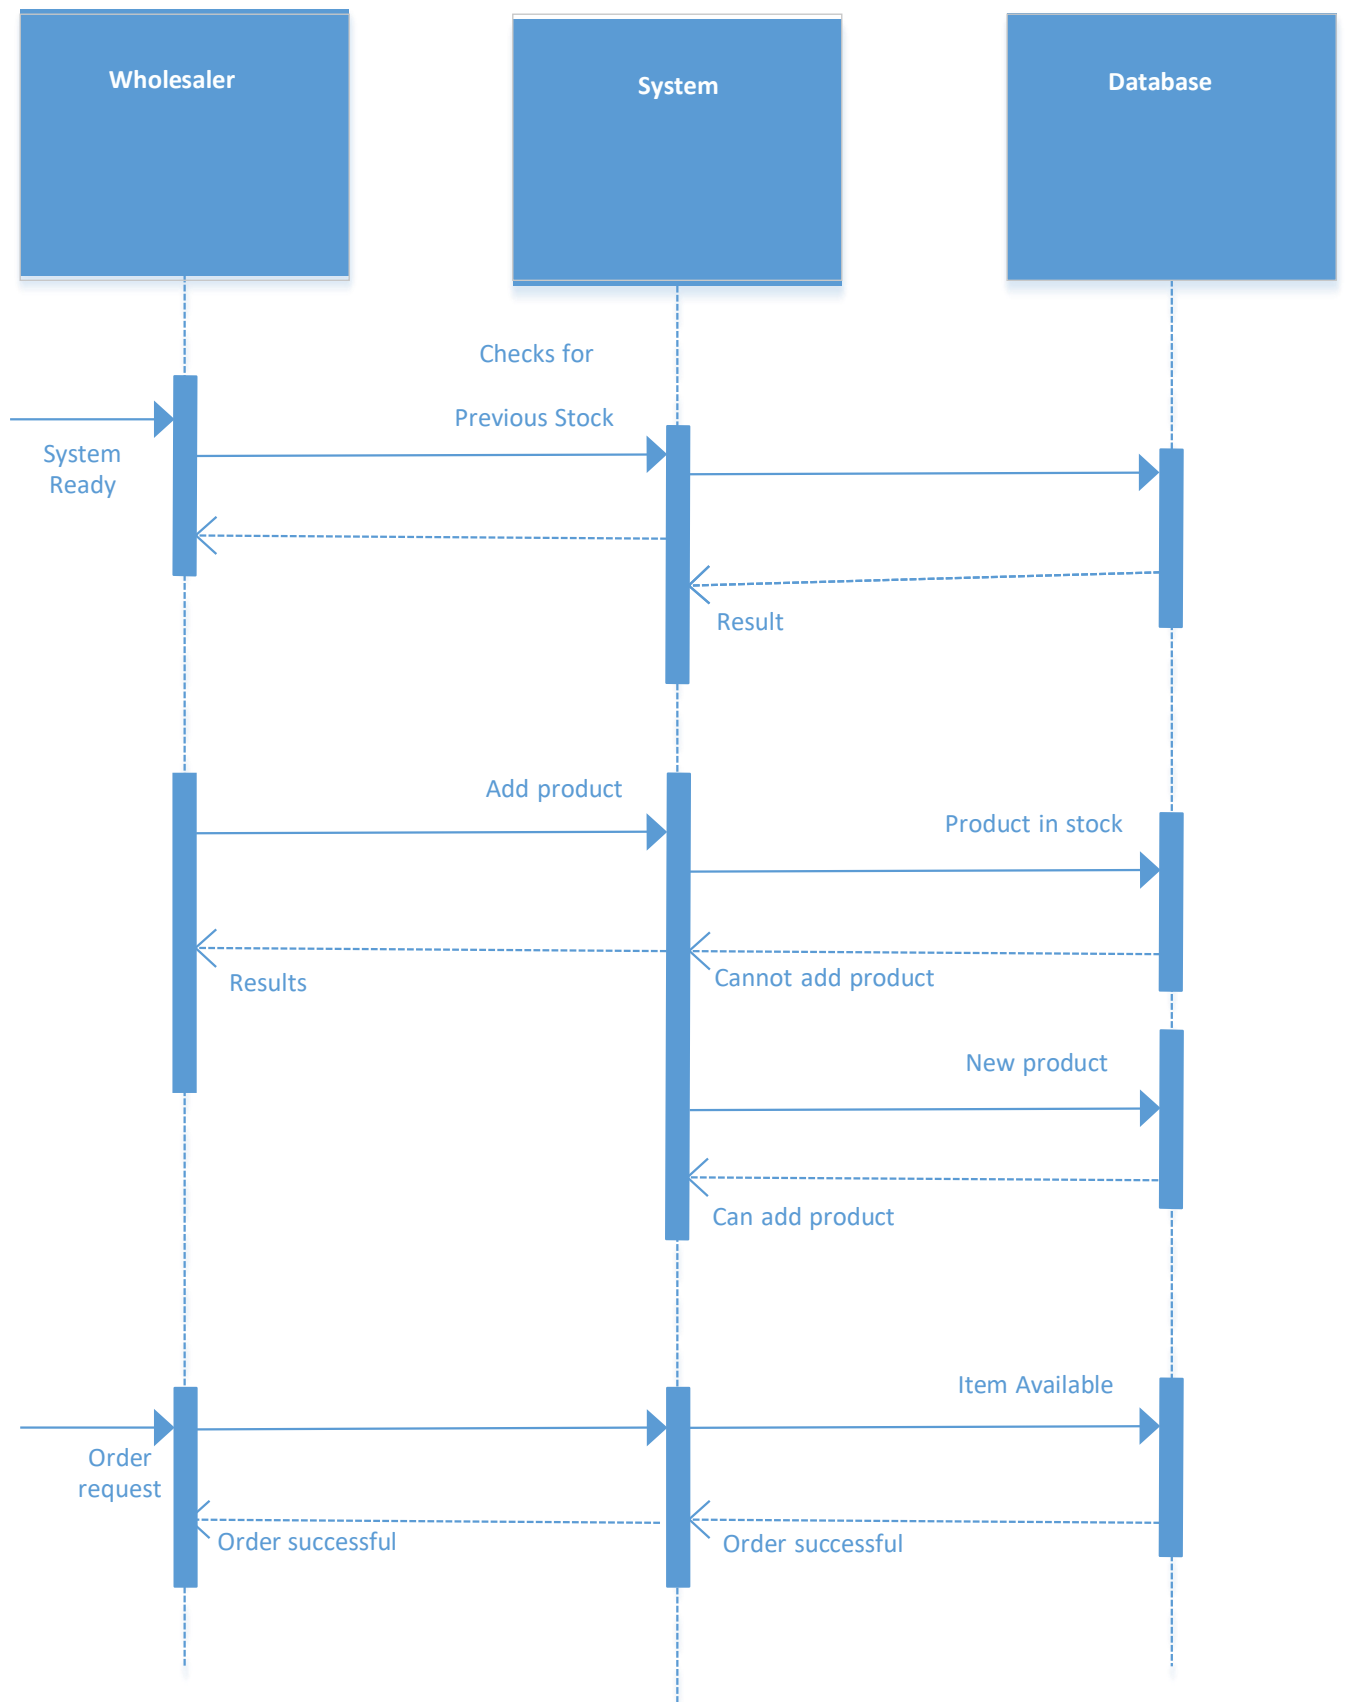 Wholesaler
System
Database
Checks for
Previous Stock
System
Ready
Result
Add product
Product in stock
Results
Cannot add product
New product
Can add product
Item Available
Order
request
Order successful
Order successful